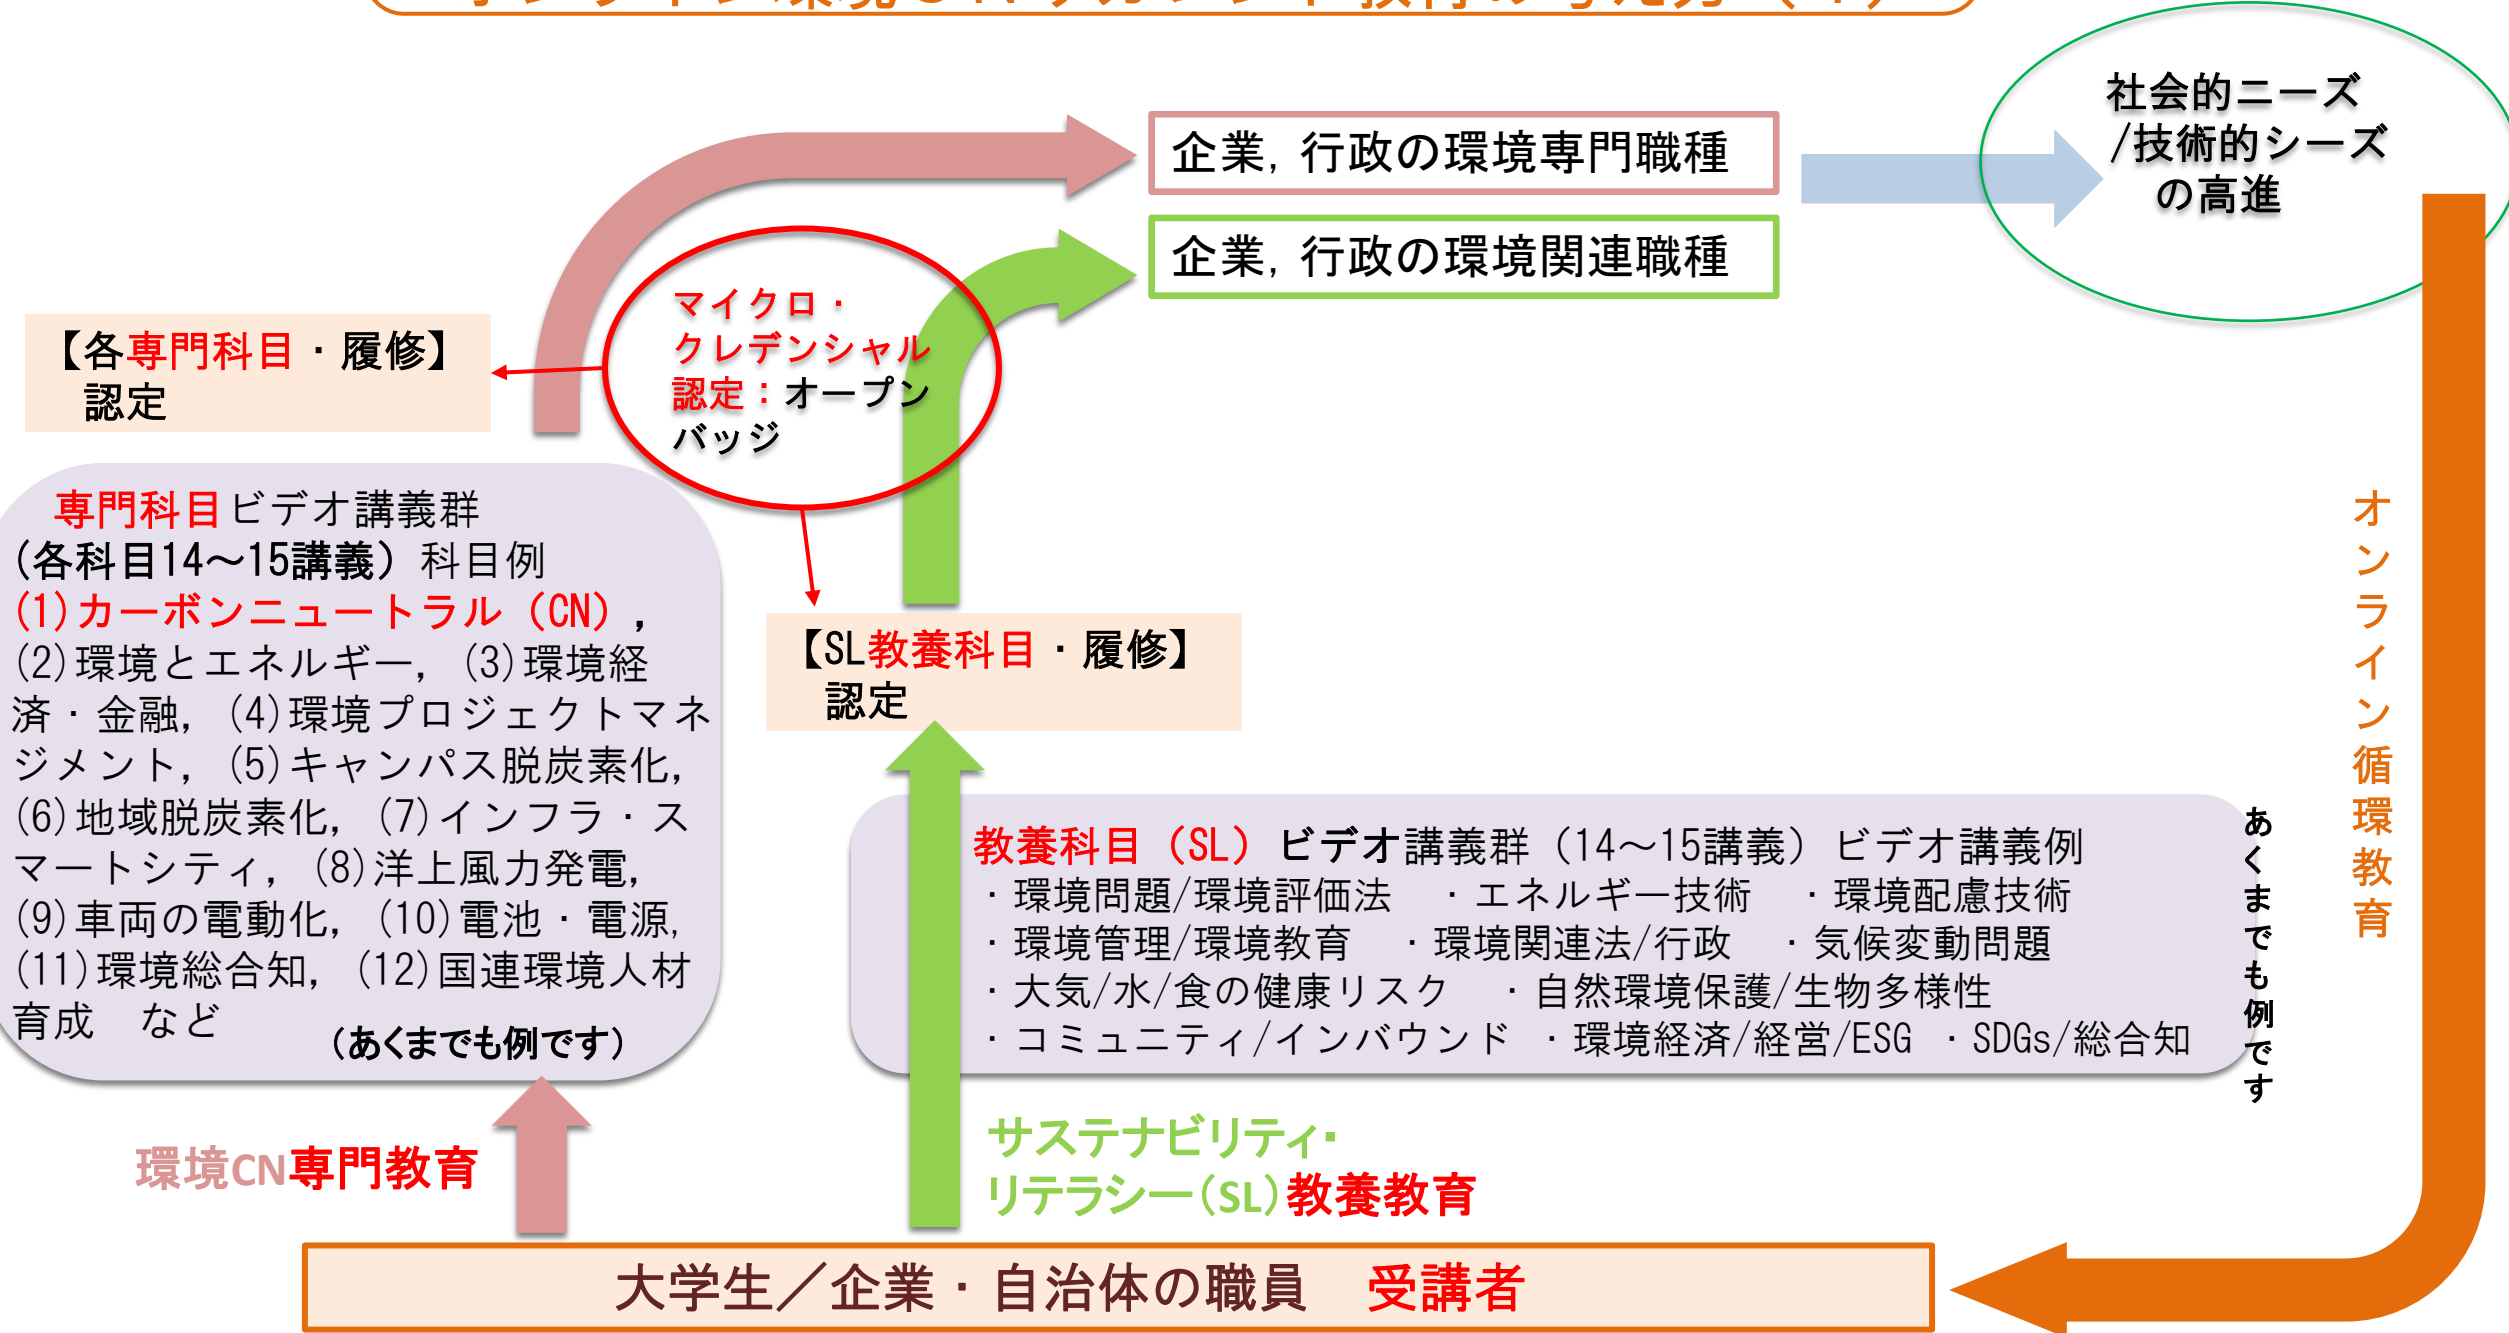 社会的ニーズ
/技術的シーズ
の高進
企業，行政の環境専門職種
企業，行政の環境関連職種
マイクロ・
クレデンシャル
認定：オープン
バッジ
【各専門科目・履修】
認定
専門科目ビデオ講義群
（各科目14～15講義）科目例
(1)カーボンニュートラル（CN），
(2)環境とエネルギー，(3)環境経
済・金融，(4)環境プロジェクトマネ
ジメント，(5)キャンパス脱炭素化，
(6)地域脱炭素化，(7)インフラ・ス
マートシティ，(8)洋上風力発電，
(9)車両の電動化，(10)電池・電源，
(11)環境総合知，(12)国連環境人材
育成　など
（あくまでも例です）
【SL教養科目・履修】
認定
教養科目（SL）ビデオ講義群（14～15講義）ビデオ講義例
・環境問題/環境評価法　・エネルギー技術　・環境配慮技術
・環境管理/環境教育　・環境関連法/行政　・気候変動問題
・大気/水/食の健康リスク　・自然環境保護/生物多様性
・コミュニティ/インバウンド　・環境経済/経営/ESG　・SDGs/総合知
あくまでも例です
オンライン循環教育
環境CN専門教育
サステナビリティ・
リテラシー（SL）教養教育
大学生／企業・自治体の職員　受講者